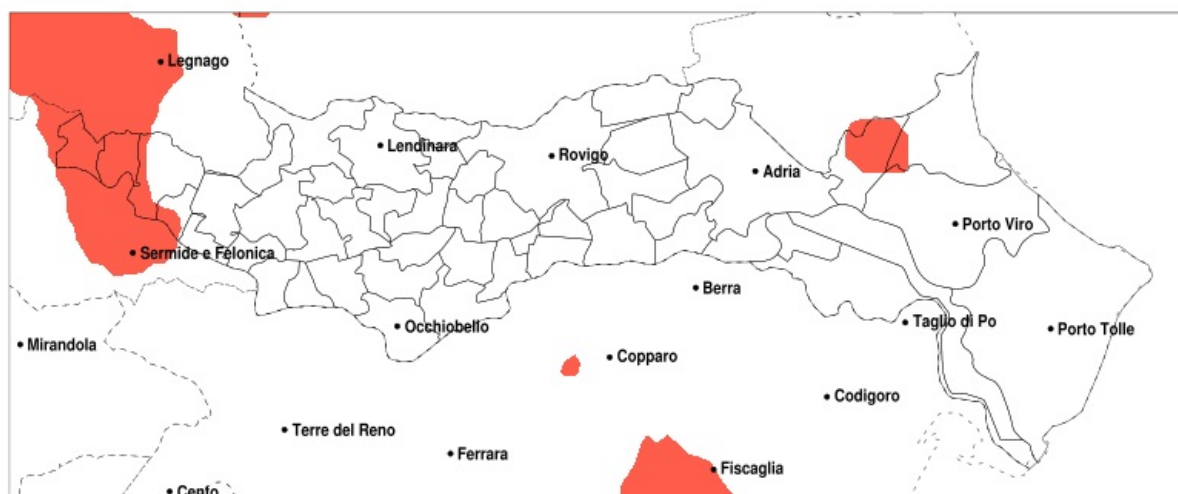 Legnago
Lendinara
Rovigo
Adria
Porto Viro
Sermide e Felonica
Berra
Occhiobello
Taglio di Po
Porto Tolle
Mirandola
Copparo
Codigoro
Terre del Reno
Ferrara
Fiscaglia
Cento